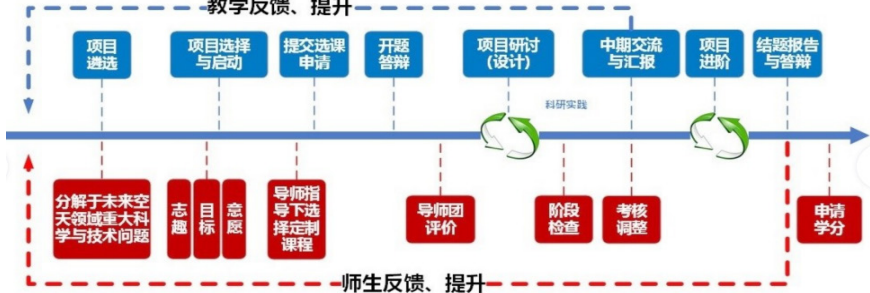 教学反馈、提升
项目
遴选
项目选择
与启动
提交选课
申请
开题
答辩
项目研讨
(设计)
中期交流
与汇报
项目
进阶
结题报告
与答辩
科研实践
分解于未来空
天领域重大科
学与技术问题
志趣
目标
意愿
导师指
导下选
择定制
课程
导师团
评价
阶段
检查
考核
调整
申请
学分
师生反馈、提升